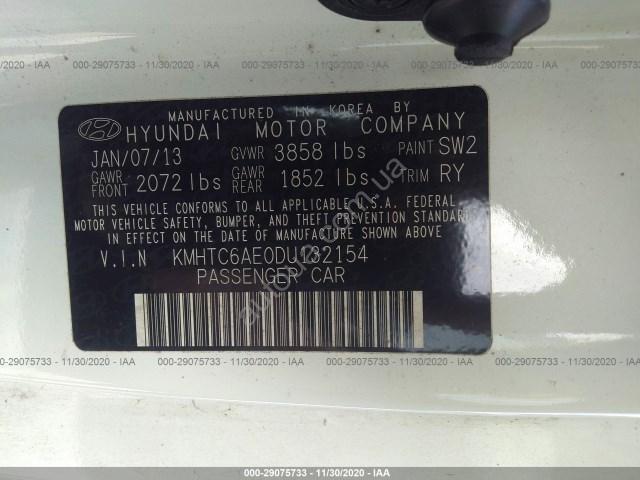 000-29075733 - 11/30/2020 - IAA
MANUFACTURED IN KOREA BY
HYUNDAI MOTOR COMPANY
JAN/07/13 GVWR 3858 lbs PAINT SW2
GAWR FRONT 2072 lbs GAWR REAR 1852 lbs TRIM RY
THIS VEHICLE CONFORMS TO ALL APPLICABLE U.S.A. FEDERAL
MOTOR VEHICLE SAFETY, BUMPER, AND THEFT PREVENTION STANDARDS
IN EFFECT ON THE DATE OF MANUFACTURE SHOWN ABOVE
V.I.N KMHTC6AE0DU132154
PASSENGER CAR
000-29075733 - 11/30/2020 - IAA
000-29075733 - 11/30/2020 - IAA